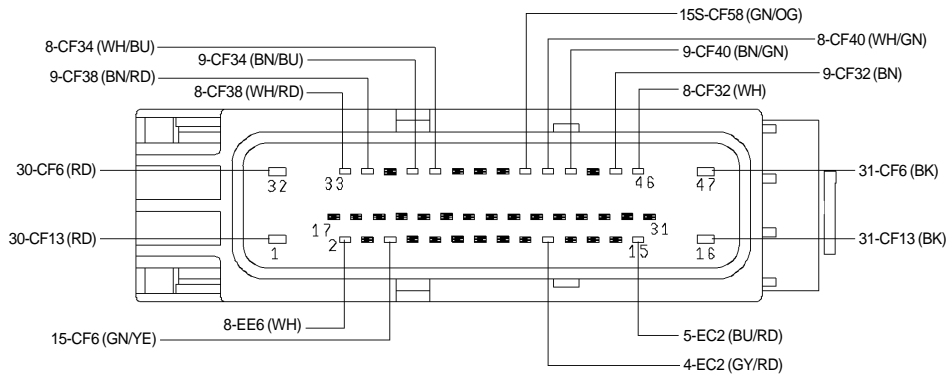 15S-CF58 (GN/OG)
8-CF34 (WH/BU)
8-CF40 (WH/GN)
9-CF34 (BN/BU)
9-CF40 (BN/GN)
9-CF38 (BN/RD)
9-CF32 (BN)
8-CF38 (WH/RD)
8-CF32 (WH)
30-CF6 (RD)
32
33
46
47
31-CF6 (BK)
17
31
30-CF13 (RD)
1
2
15
16
31-CF13 (BK)
8-EE6 (WH)
15-CF6 (GN/YE)
5-EC2 (BU/RD)
4-EC2 (GY/RD)